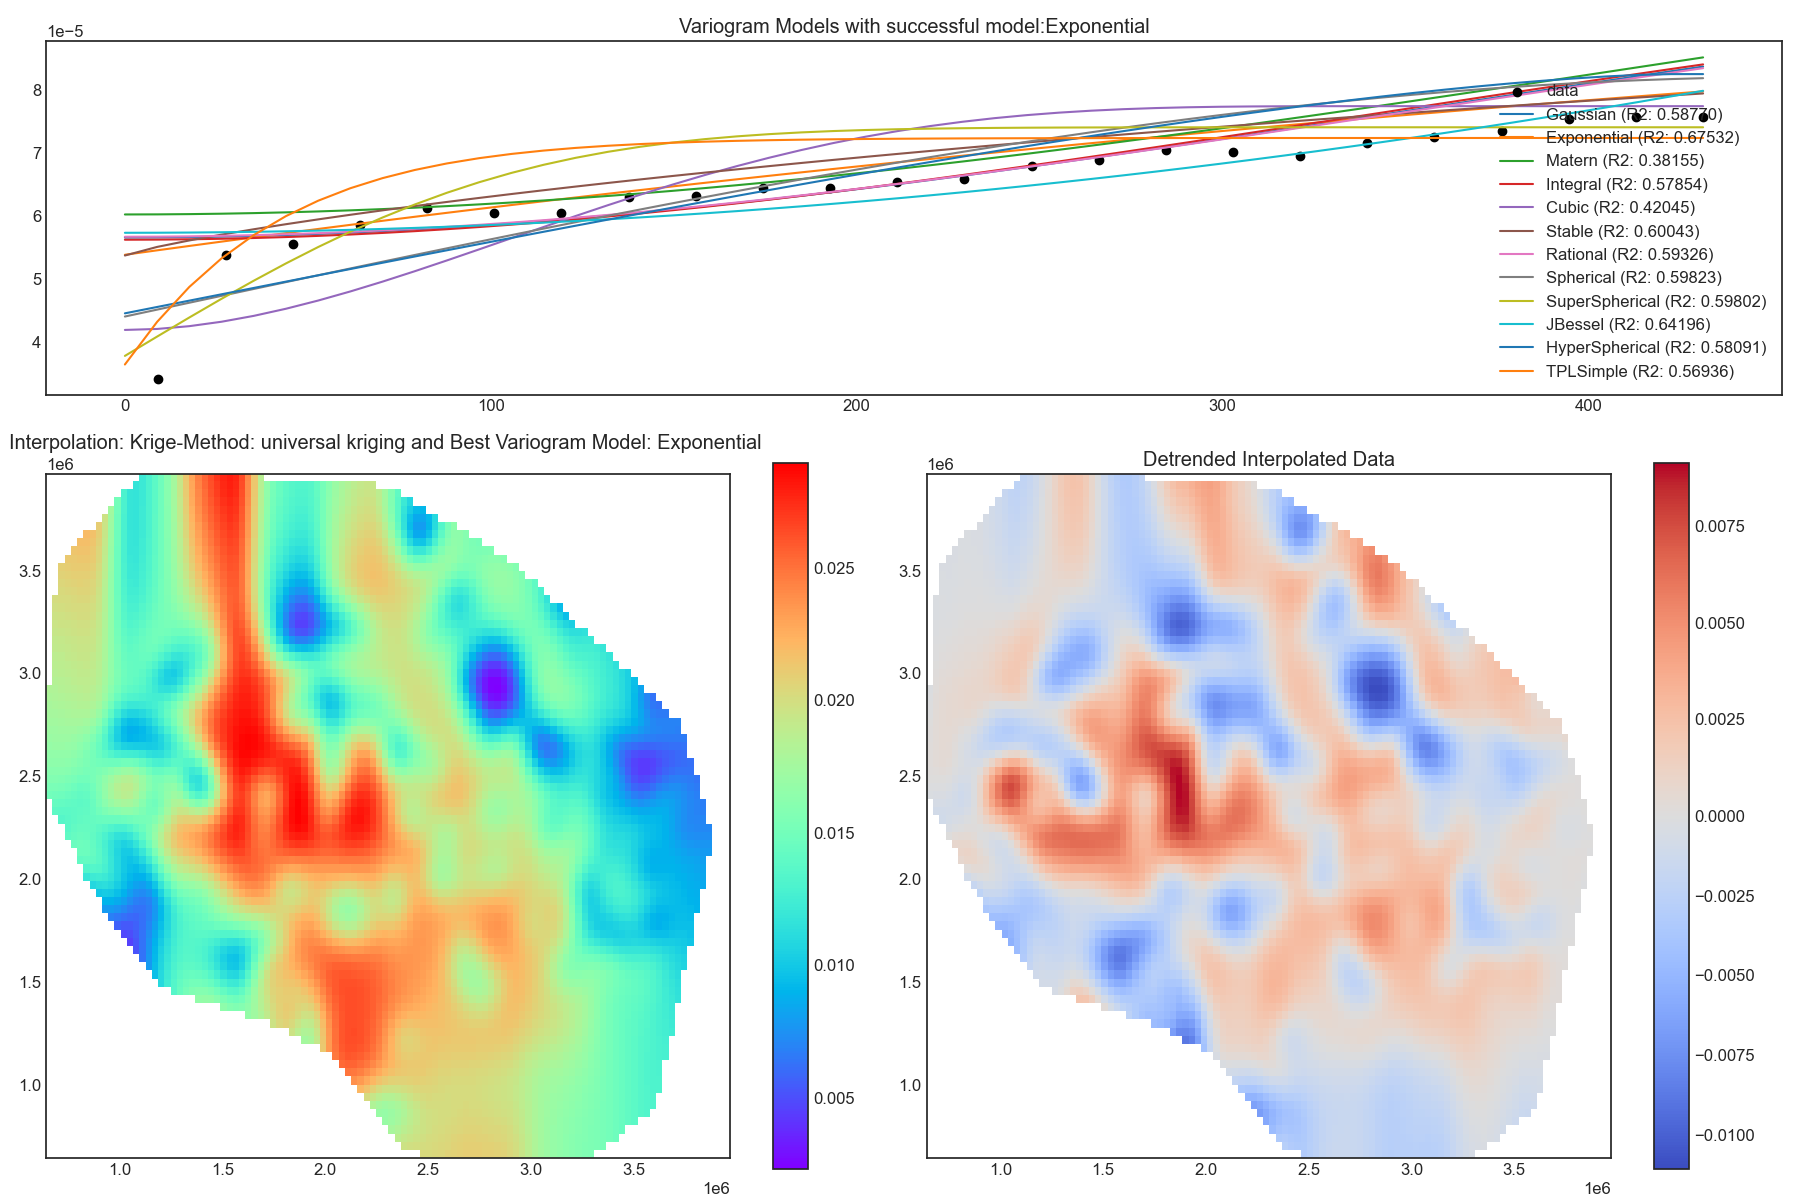 Variogram Models with successful model:Exponential
1e−5
8
7
6
5
4
data
Gaussian (R2: 0.58770)
Exponential (R2: 0.67532)
Matern (R2: 0.38155)
Integral (R2: 0.57854)
Cubic (R2: 0.42045)
Stable (R2: 0.60043)
Rational (R2: 0.59326)
Spherical (R2: 0.59823)
SuperSpherical (R2: 0.59802)
JBessel (R2: 0.64196)
HyperSpherical (R2: 0.58091)
TPLSimple (R2: 0.56936)
0 100 200 300 400
Interpolation: Krige-Method: universal kriging and Best Variogram Model: Exponential
1e6
3.5
3.0
2.5
2.0
1.5
1.0
1.0 1.5 2.0 2.5 3.0 3.5
1e6
0.025
0.020
0.015
0.010
0.005
Detrended Interpolated Data
1e6
3.5
3.0
2.5
2.0
1.5
1.0
1.0 1.5 2.0 2.5 3.0 3.5
1e6
0.0075
0.0050
0.0025
0.0000
−0.0025
−0.0050
−0.0075
−0.0100